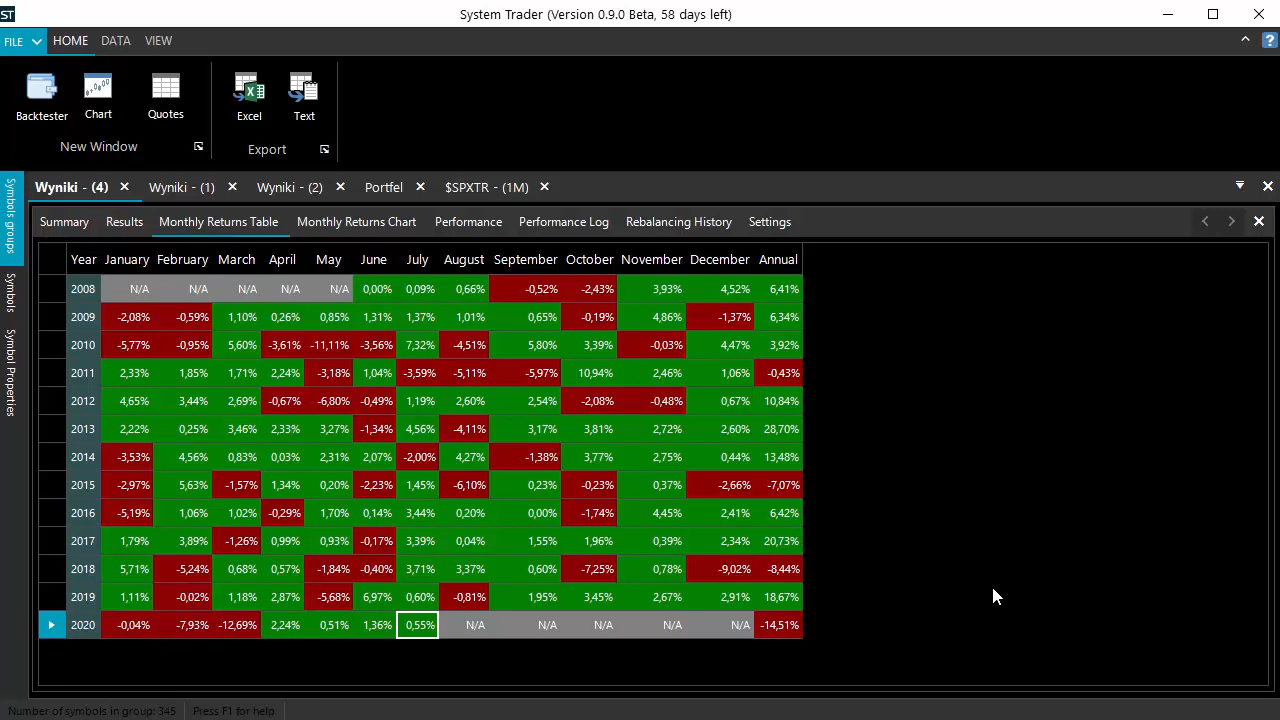 ST System Trader (Version 0.9.0 Beta, 58 days left)
FILE HOME DATA VIEW
Backtester Chart Quotes Excel Text
New Window Export
Wyniki - (4) Wyniki - (1) Wyniki - (2) Portfel $SPXTR - (1M)
Symbols groups
Symbols
Symbol Properties
Summary Results Monthly Returns Table Monthly Returns Chart Performance Performance Log Rebalancing History Settings
Year January February March April May June July August September October November December Annual
2008 N/A N/A N/A N/A N/A 0,00% 0,09% 0,66% -0,52% -2,43% 3,93% 4,52% 6,41%
2009 -2,08% -0,59% 1,10% 0,26% 0,85% 1,31% 1,37% 1,01% 0,65% -0,19% 4,86% -1,37% 6,34%
2010 -5,77% -0,95% 5,60% -3,61% -11,11% -3,56% 7,32% -4,51% 5,80% 3,39% -0,03% 4,47% 3,92%
2011 2,33% 1,85% 1,71% 2,24% -3,18% 1,04% -3,59% -5,11% -5,97% 10,94% 2,46% 1,06% -0,43%
2012 4,65% 3,44% 2,69% -0,67% -6,80% -0,49% 1,19% 2,60% 2,54% -2,08% -0,48% 0,67% 10,84%
2013 2,22% 0,25% 3,46% 2,33% 3,27% -1,34% 4,56% -4,11% 3,17% 3,81% 2,72% 2,60% 28,70%
2014 -3,53% 4,56% 0,83% 0,03% 2,31% 2,07% -2,00% 4,27% -1,38% 3,77% 2,75% 0,44% 13,48%
2015 -2,97% 5,63% -1,57% 1,34% 0,20% -2,23% 1,45% -6,10% 0,23% -0,23% 0,37% -2,66% -7,07%
2016 -5,19% 1,06% 1,02% -0,29% 1,70% 0,14% 3,44% 0,20% 0,00% -1,74% 4,45% 2,41% 6,42%
2017 1,79% 3,89% -1,26% 0,99% 0,93% -0,17% 3,39% 0,04% 1,55% 1,96% 0,39% 2,34% 20,73%
2018 5,71% -5,24% 0,68% 0,57% -1,84% -0,40% 3,71% 3,37% 0,60% -7,25% 0,78% -9,02% -8,44%
2019 1,11% -0,02% 1,18% 2,87% -5,68% 6,97% 0,60% -0,81% 1,95% 3,45% 2,67% 2,91% 18,67%
2020 -0,04% -7,93% -12,69% 2,24% 0,51% 1,36% 0,55% N/A N/A N/A N/A N/A -14,51%
Number of symbols in group: 345 Press F1 for help